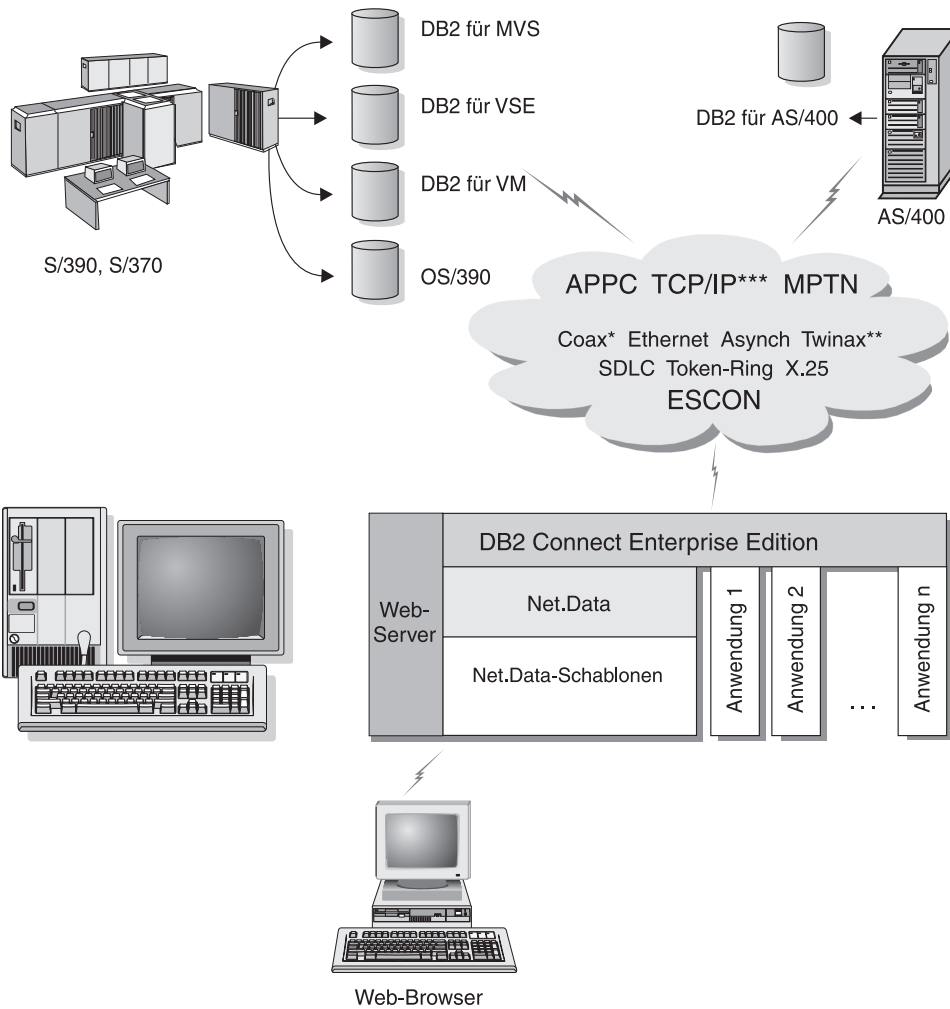 DB2 für MVS
DB2 für VSE
DB2 für VM
OS/390
S/390, S/370
DB2 für AS/400
AS/400
APPC TCP/IP*** MPTN
Coax* Ethernet Asynch Twinax**
SDLC Token-Ring X.25
ESCON
DB2 Connect Enterprise Edition
Web-
Server
Net.Data
Net.Data-Schablonen
Anwendung 1
Anwendung 2
...
Anwendung n
Web-Browser